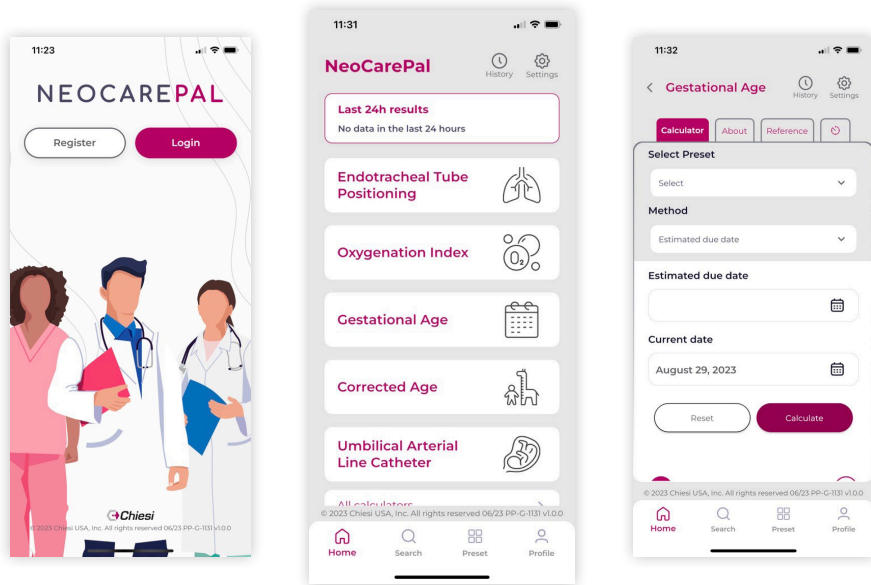 11:23
NEOCAREPAL
Register
Login
Chiesi
© 2023 Chiesi USA, Inc. All rights reserved 06/23 PP-G-1131 v1.0.0
11:31
NeoCarePal
History
Settings
Last 24h results
No data in the last 24 hours
Endotracheal Tube
Positioning
Oxygenation Index
O₂
Gestational Age
Corrected Age
Umbilical Arterial
Line Catheter
All calculators
© 2023 Chiesi USA, Inc. All rights reserved 06/23 PP-G-1131 v1.0.0
Home
Search
Preset
Profile
11:32
Gestational Age
History
Settings
Calculator
About
Reference
Select Preset
Select
Method
Estimated due date
Estimated due date
Current date
August 29, 2023
Reset
Calculate
© 2023 Chiesi USA, Inc. All rights reserved 06/23 PP-G-1131 v1.0.0
Home
Search
Preset
Profile